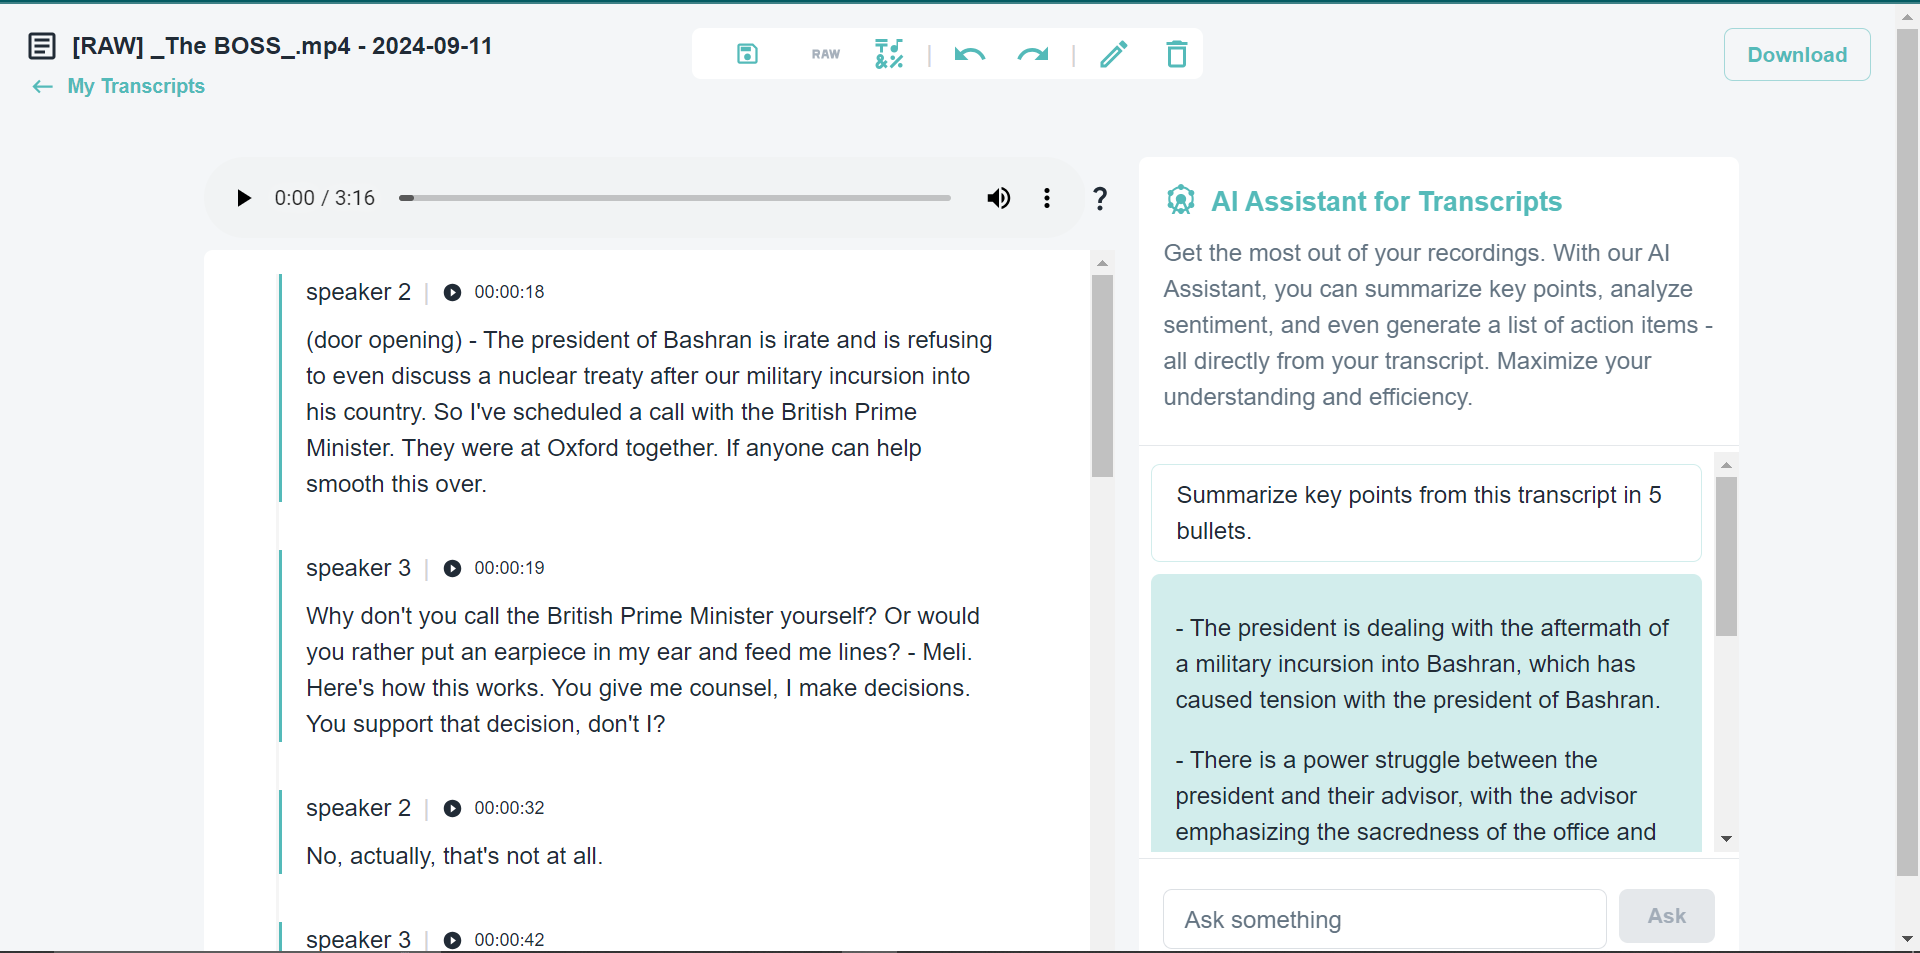 [RAW] _The BOSS_.mp4 - 2024-09-11
My Transcripts
RAW
T
&%
Download
0:00 / 3:16
?
speaker 2 | 00:00:18
(door opening) - The president of Bashran is irate and is refusing
to even discuss a nuclear treaty after our military incursion into
his country. So I've scheduled a call with the British Prime
Minister. They were at Oxford together. If anyone can help
smooth this over.
speaker 3 | 00:00:19
Why don't you call the British Prime Minister yourself? Or would
you rather put an earpiece in my ear and feed me lines? - Meli.
Here's how this works. You give me counsel, I make decisions.
You support that decision, don't I?
speaker 2 | 00:00:32
No, actually, that's not at all.
speaker 3 | 00:00:42
AI Assistant for Transcripts
Get the most out of your recordings. With our AI
Assistant, you can summarize key points, analyze
sentiment, and even generate a list of action items -
all directly from your transcript. Maximize your
understanding and efficiency.
Summarize key points from this transcript in 5
bullets.
- The president is dealing with the aftermath of
a military incursion into Bashran, which has
caused tension with the president of Bashran.
- There is a power struggle between the
president and their advisor, with the advisor
emphasizing the sacredness of the office and
Ask something
Ask